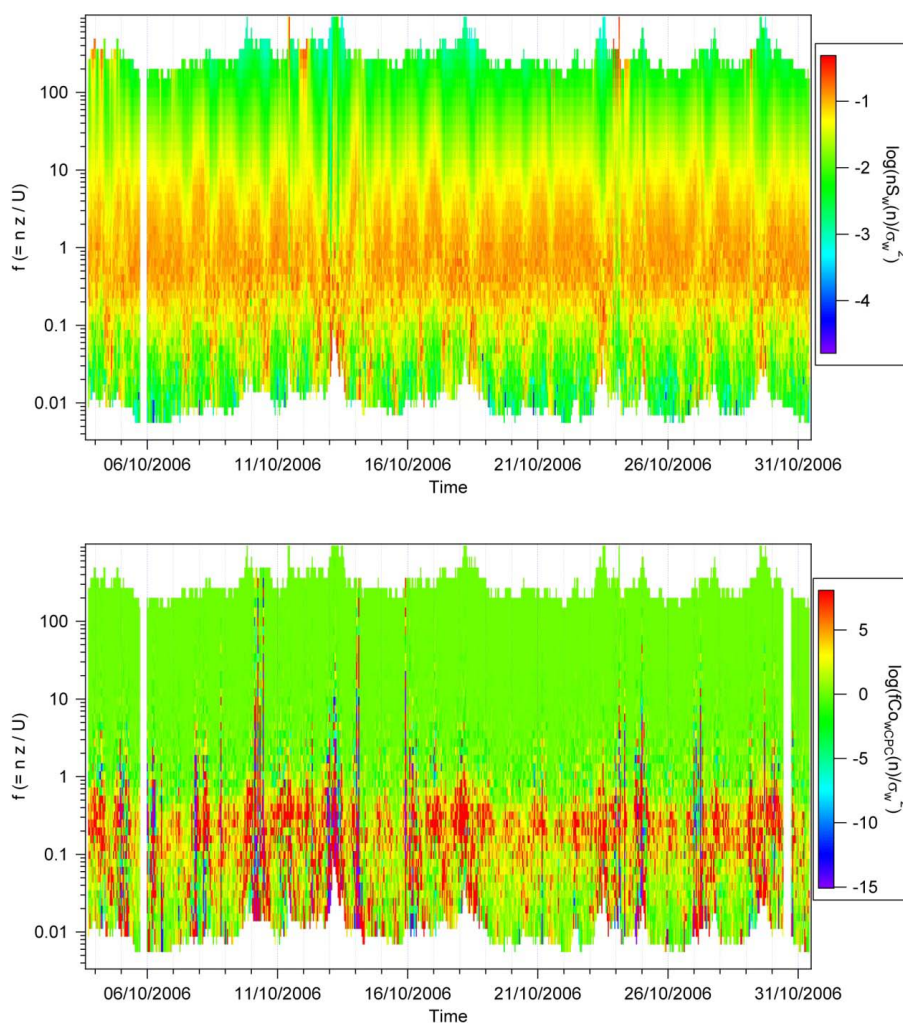 100
10
1
0.1
0.01
f (= n z / U)
06/10/2006 11/10/2006 16/10/2006 21/10/2006 26/10/2006 31/10/2006
Time
-1
-2
-3
-4
log(nS_w(n)/σ_w^2)
100
10
1
0.1
0.01
f (= n z / U)
06/10/2006 11/10/2006 16/10/2006 21/10/2006 26/10/2006 31/10/2006
Time
5
0
-5
-10
-15
log(fCo_wCPC(n)/σ_w^2)